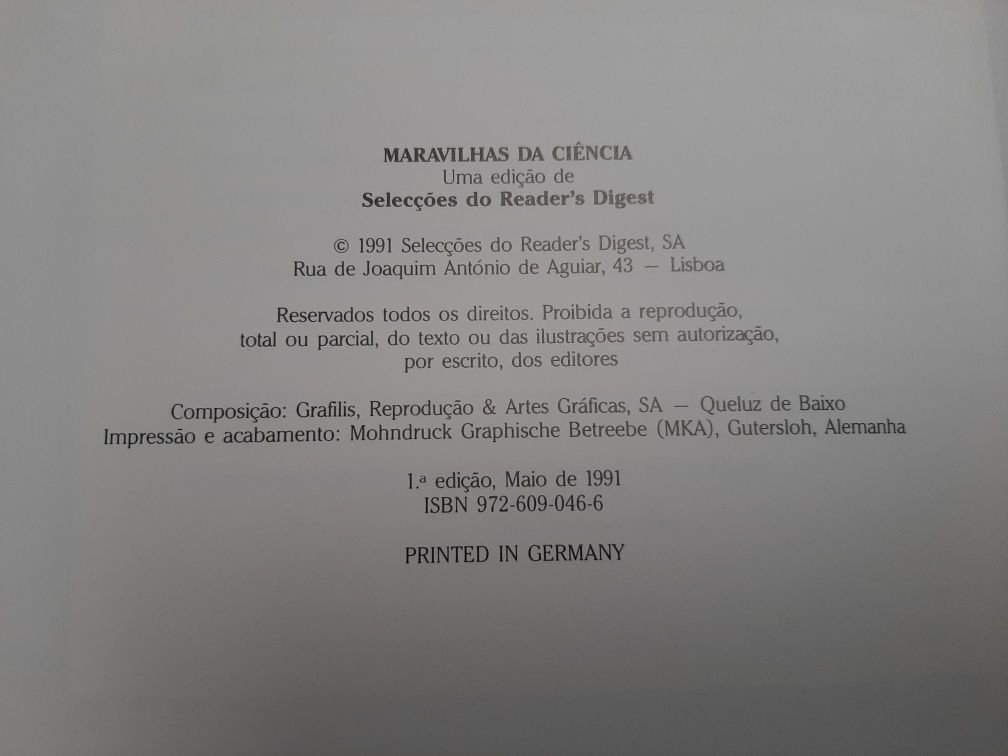 MARAVILHAS DA CIÊNCIA
Uma edição de
Selecções do Reader's Digest
© 1991 Selecções do Reader's Digest, SA
Rua de Joaquim António de Aguiar, 43 — Lisboa
Reservados todos os direitos. Proibida a reprodução,
total ou parcial, do texto ou das ilustrações sem autorização,
por escrito, dos editores
Composição: Grafilis, Reprodução & Artes Gráficas, SA — Queluz de Baixo
Impressão e acabamento: Mohndruck Graphische Betreebe (MKA), Gutersloh, Alemanha
1.ª edição, Maio de 1991
ISBN 972-609-046-6
PRINTED IN GERMANY